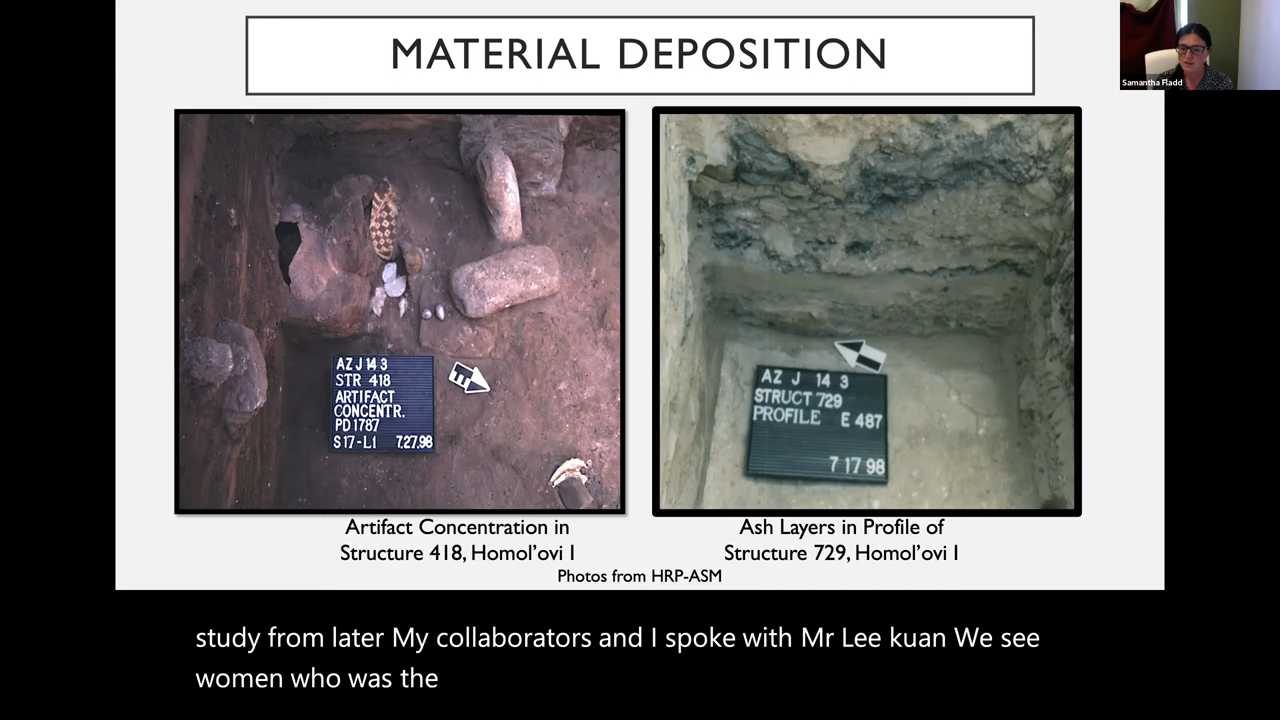 MATERIAL DEPOSITION
Samantha Fladd
AZ J 14 3
STR 418
ARTIFACT
CONCENTR.
PD 1787
S17-L1 7.27.98
E
AZ J 14 3
STRUCT 729
PROFILE E 487
7 17 98
Artifact Concentration in
Structure 418, Homol'ovi I
Ash Layers in Profile of
Structure 729, Homol'ovi I
Photos from HRP-ASM
study from later My collaborators and I spoke with Mr Lee kuan We see
women who was the